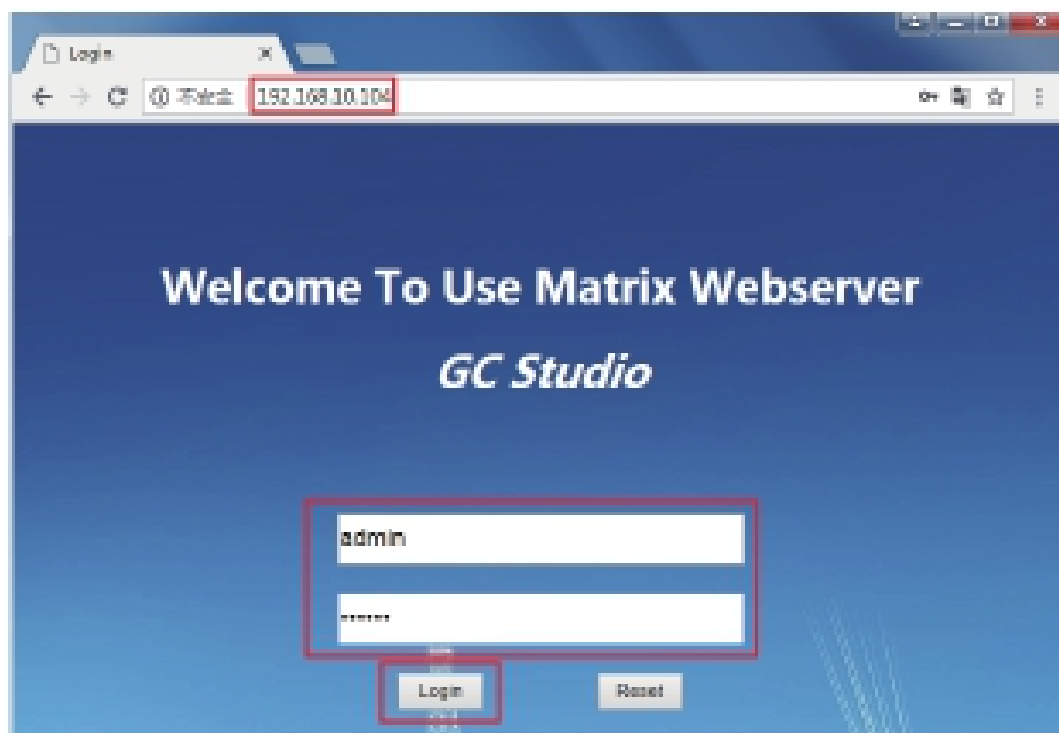 Login
不安全 192.168.10.104
Welcome To Use Matrix Webserver
GC Studio
admin
······
Login Reset